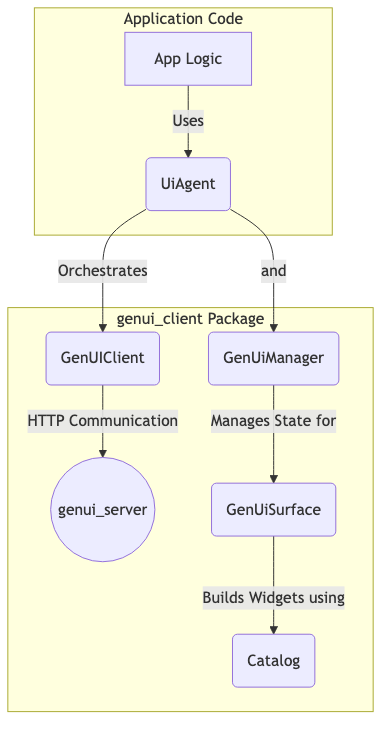 Application Code
App Logic
Uses
UiAgent
Orchestrates
and
genui_client Package
GenUIClient
GenUiManager
HTTP Communication
Manages State for
genui_server
GenUiSurface
Builds Widgets using
Catalog